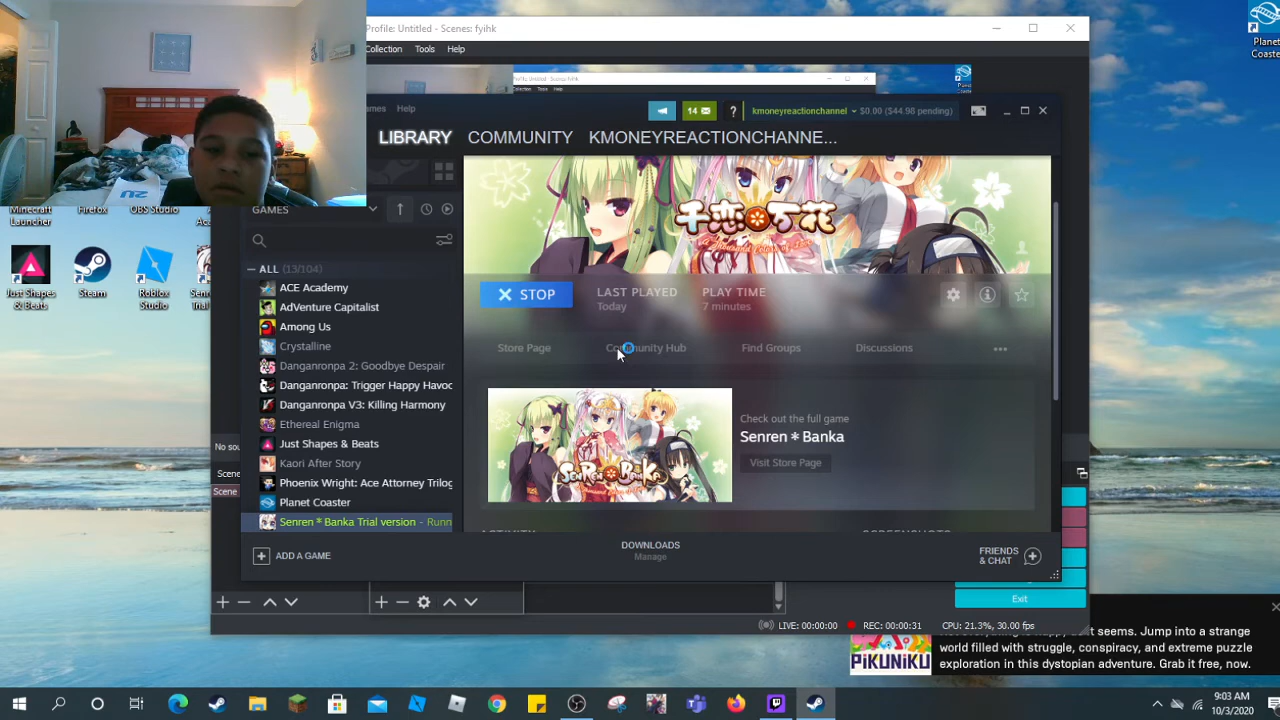 Profile: Untitled - Scenes: fyihk
Collection Tools Help
Planet
Coaste
Help
14
?
kmoneyreactionchannel
$0.00 ($44.98 pending)
LIBRARY COMMUNITY KMONEYREACTIONCHANNE...
Minecraft
Launcher
Firefox
OBS Studio
GAMES
千恋＊万花
STOP
LAST PLAYED
Today
PLAY TIME
7 minutes
Just Shapes
& Beats
Steam
Roblox
Studio
ALL (13/104)
ACE Academy
AdVenture Capitalist
Among Us
Crystalline
Danganronpa 2: Goodbye Despair
Danganronpa: Trigger Happy Havoc
Danganronpa V3: Killing Harmony
Ethereal Enigma
Just Shapes & Beats
Kaori After Story
Phoenix Wright: Ace Attorney Trilog
Planet Coaster
Senren＊Banka Trial version - Runn
Store Page
Community Hub
Find Groups
Discussions
...
SENREN＊BANKA
Check out the full game
Senren＊Banka
Visit Store Page
ADD A GAME
DOWNLOADS
Manage
FRIENDS
& CHAT
No sou
Scene
Scene
Exit
LIVE: 00:00:00
REC: 00:00:31
CPU: 21.3%, 30.00 fps
PiKUNiKU
it seems. Jump into a strange
world filled with struggle, conspiracy, and extreme puzzle
exploration in this dystopian adventure. Grab it free, now.
9:03 AM
10/3/2020